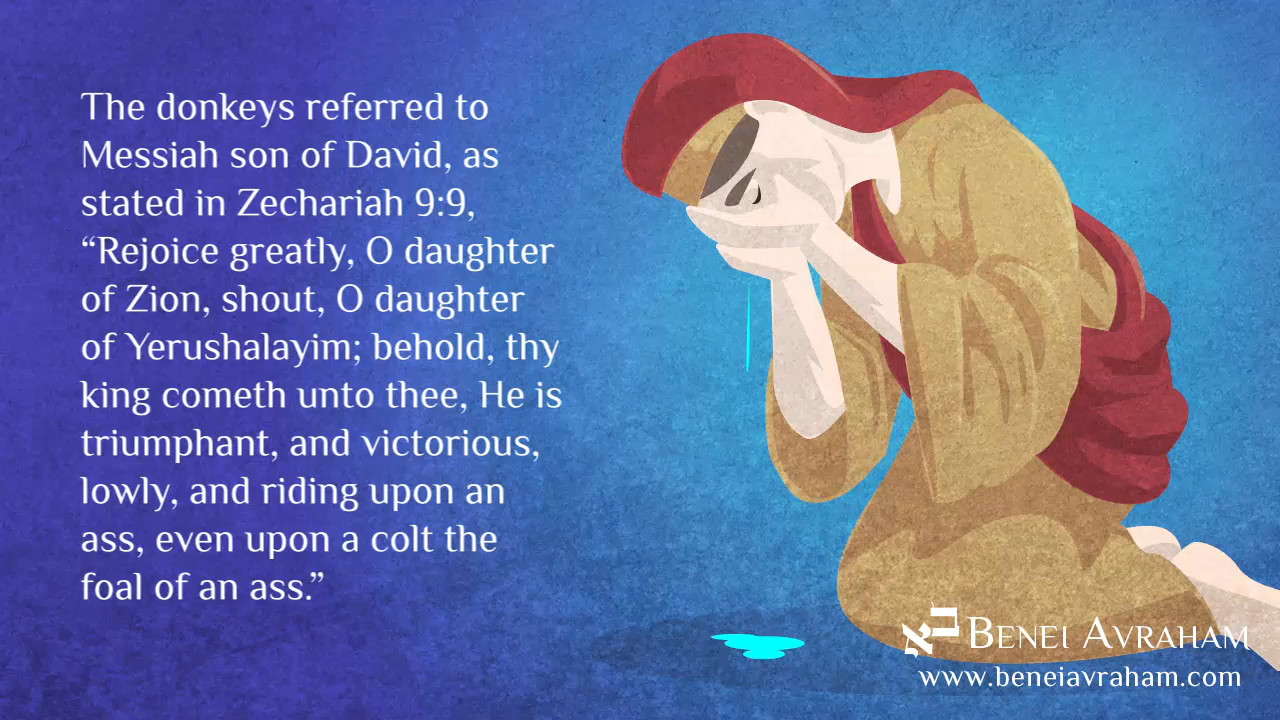 The donkeys referred to
Messiah son of David, as
stated in Zechariah 9:9,
“Rejoice greatly, O daughter
of Zion, shout, O daughter
of Yerushalayim; behold, thy
king cometh unto thee, He is
triumphant, and victorious,
lowly, and riding upon an
ass, even upon a colt the
foal of an ass.”
אב BENEI AVRAHAM
www.beneiavraham.com